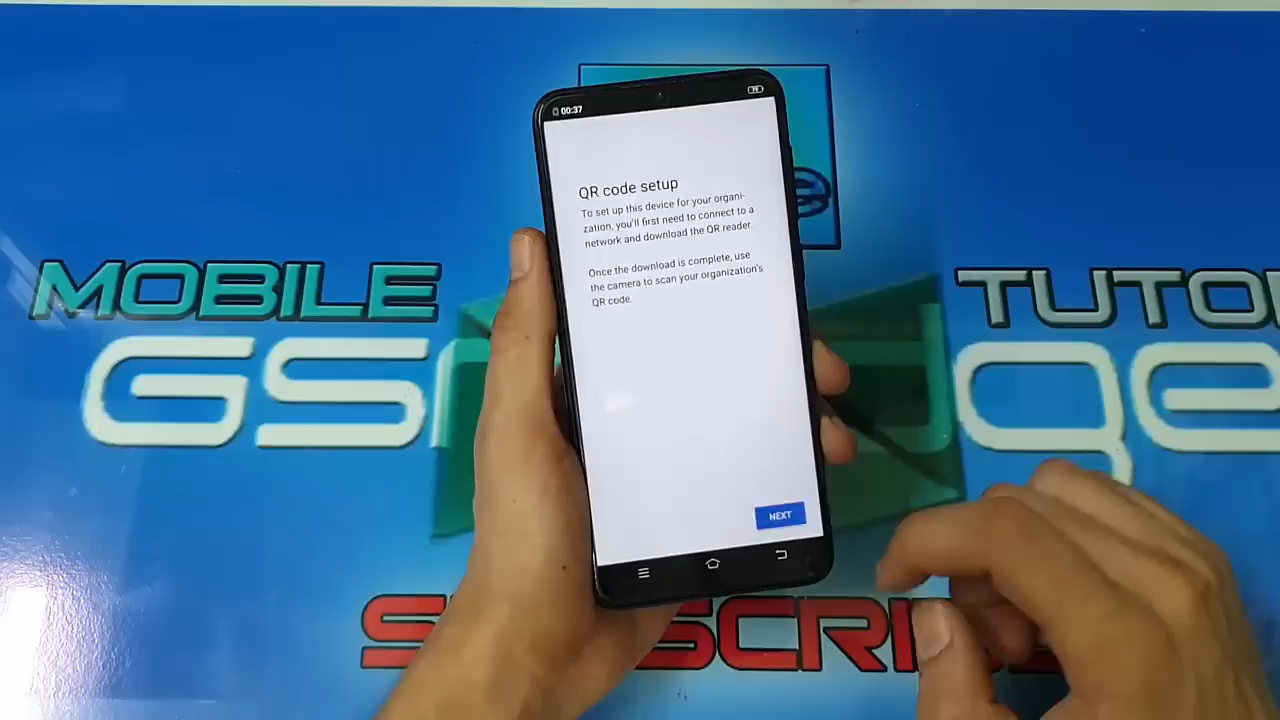 00:37
QR code setup
To set up this device for your organi-
zation, you'll first need to connect to a
network and download the QR reader.
Once the download is complete, use
the camera to scan your organization's
QR code.
NEXT
MOBILE
TUTO
GS
ge